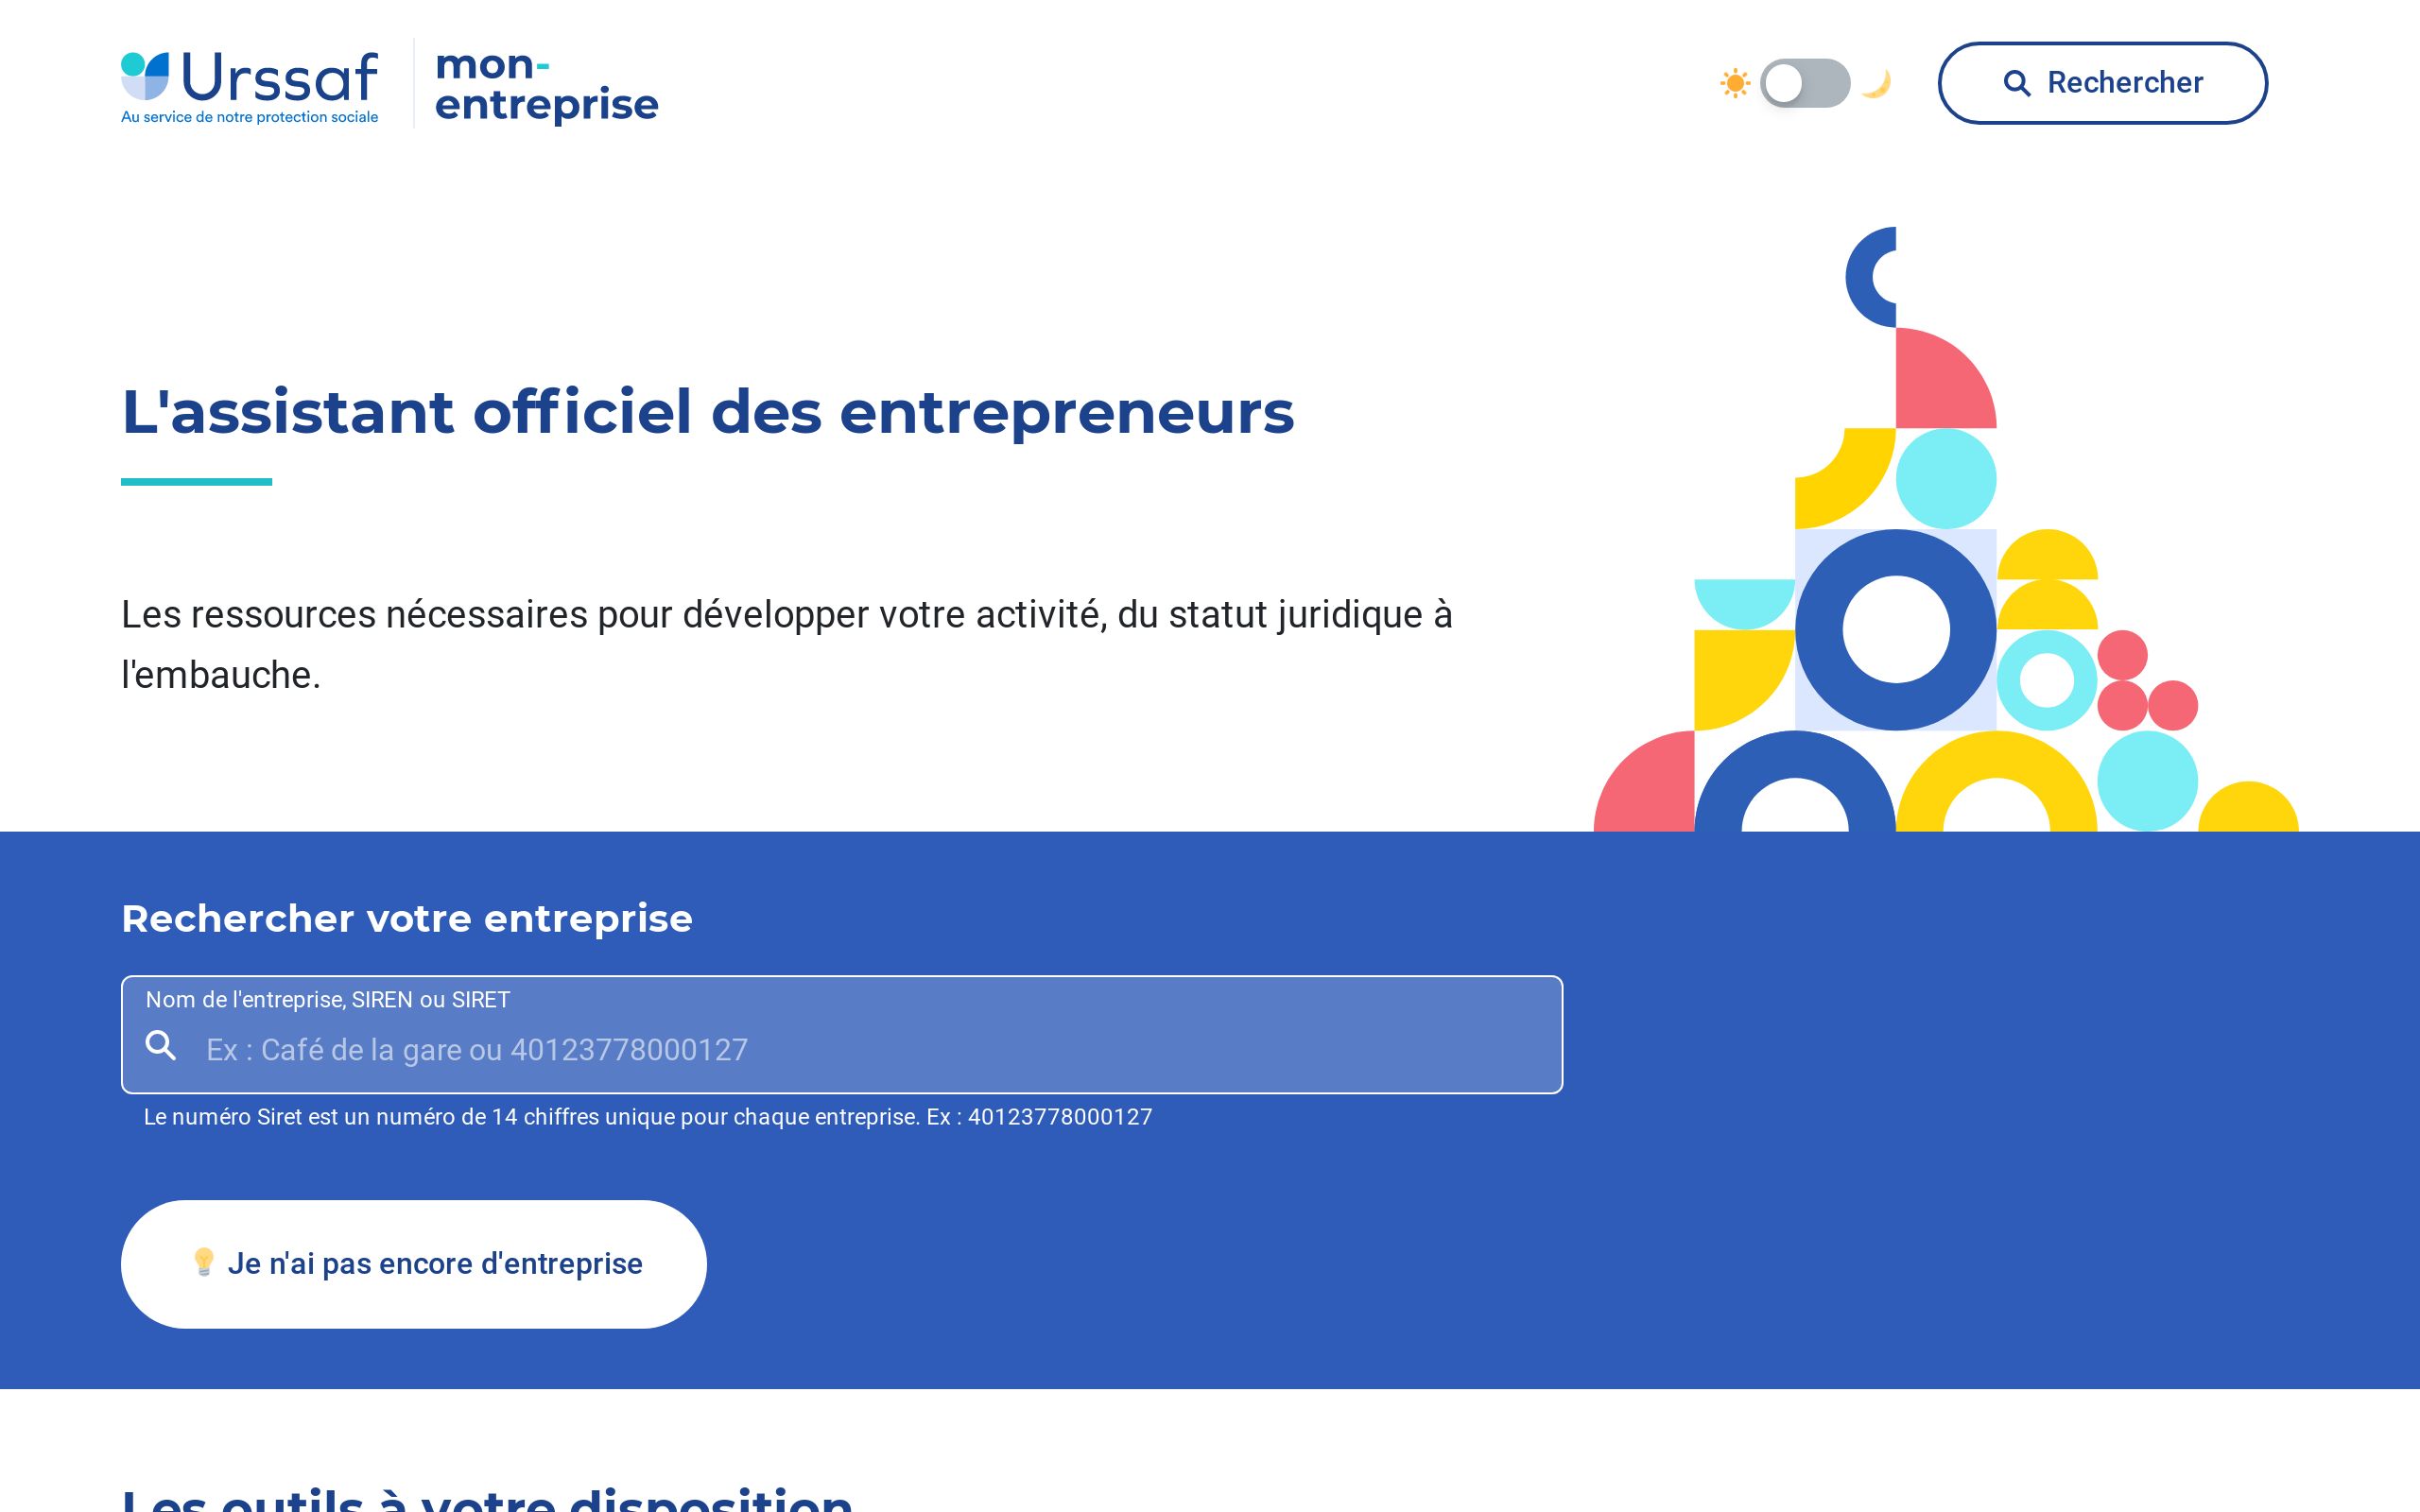 Urssaf
Au service de notre protection sociale
mon-
entreprise
Rechercher
L'assistant officiel des entrepreneurs
Les ressources nécessaires pour développer votre activité, du statut juridique à
l'embauche.
Rechercher votre entreprise
Nom de l'entreprise, SIREN ou SIRET
Ex : Café de la gare ou 40123778000127
Le numéro Siret est un numéro de 14 chiffres unique pour chaque entreprise. Ex : 40123778000127
Je n'ai pas encore d'entreprise
Les outils à votre disposition